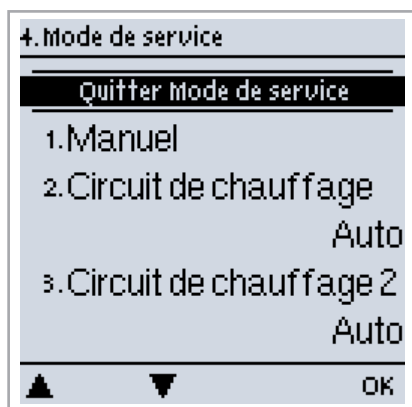 4.Mode de service
Quitter Mode de service
1.Manuel
2.Circuit de chauffage
Auto
3.Circuit de chauffage 2
Auto
OK